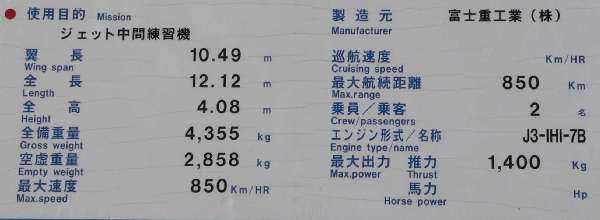 使用目的 Mission
ジェット中間練習機
翼長 10.49 m
Wing span
全長 12.12 m
Length
全高 4.08 m
Height
全備重量 4,355 kg
Gross weight
空虚重量 2,858 kg
Empty weight
最大速度 850 Km/HR
Max.speed
製造元 富士重工業(株)
Manufacturer
巡航速度 Km/HR
Cruising speed
最大航続距離 850 Km
Max.range
乗員/乗客 2 名
Crew/passengers
エンジン形式/名称 J3-IHI-7B
Engine type/name
最大出力 推力 1,400 Kg
Max.power Thrust
馬力 Hp
Horse power